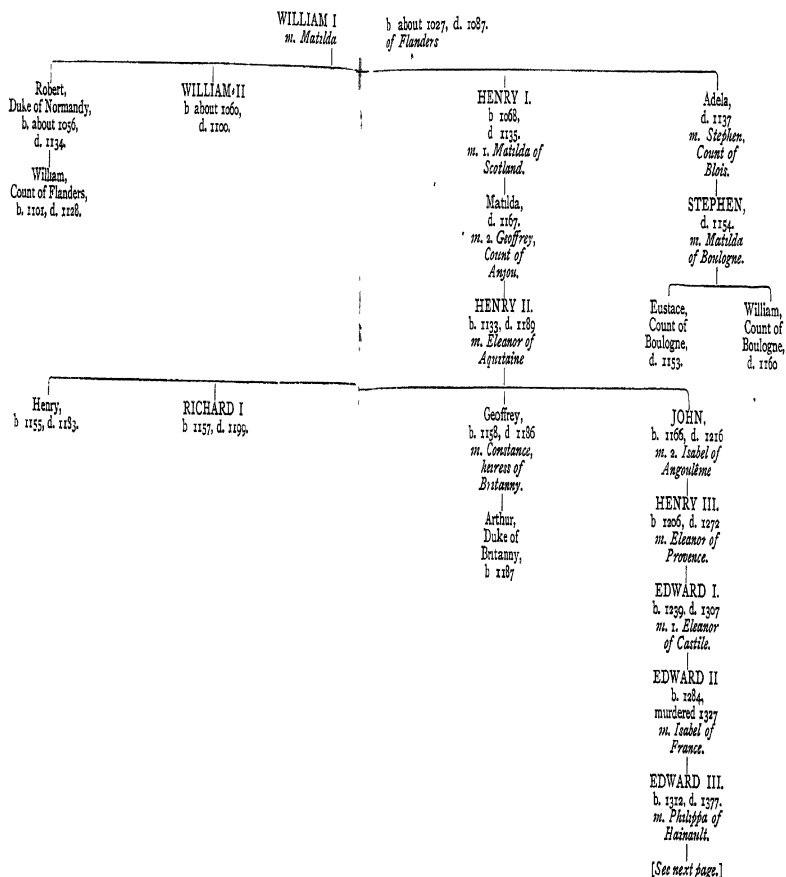 WILLIAM I
m. Matilda
b about 1027, d. 1087.
of Flanders
Robert,
Duke of Normandy,
b. about 1056,
d. 1134.
William,
Count of Flanders,
b. 1101, d. 1128.
WILLIAM II
b about 1060,
d. 1100.
HENRY I.
b 1068,
d 1135.
m. 1. Matilda of
Scotland.
Matilda,
d. 1167.
m. 2. Geoffrey,
Count of
Anjou.
HENRY II.
b. 1133, d. 1189
m. Eleanor of
Aquitaine
Adela,
d. 1137
m. Stephen,
Count of
Blois.
STEPHEN,
d. 1154.
m. Matilda
of Boulogne.
Eustace,
Count of
Boulogne,
d. 1153.
William,
Count of
Boulogne,
d. 1160
Henry,
b 1155, d. 1183.
RICHARD I
b 1157, d. 1199.
Geoffrey,
b. 1158, d 1186
m. Constance,
heiress of
Britanny.
Arthur,
Duke of
Britanny,
b 1187
JOHN,
b. 1166, d. 1216
m. 2. Isabel of
Angoulême
HENRY III.
b 1206, d. 1272
m. Eleanor of
Provence.
EDWARD I.
b. 1239, d. 1307
m. 1. Eleanor
of Castile.
EDWARD II
b. 1284,
murdered 1327
m. Isabel of
France.
EDWARD III.
b. 1312, d. 1377.
m. Philippa of
Hainault.
[See next page.]